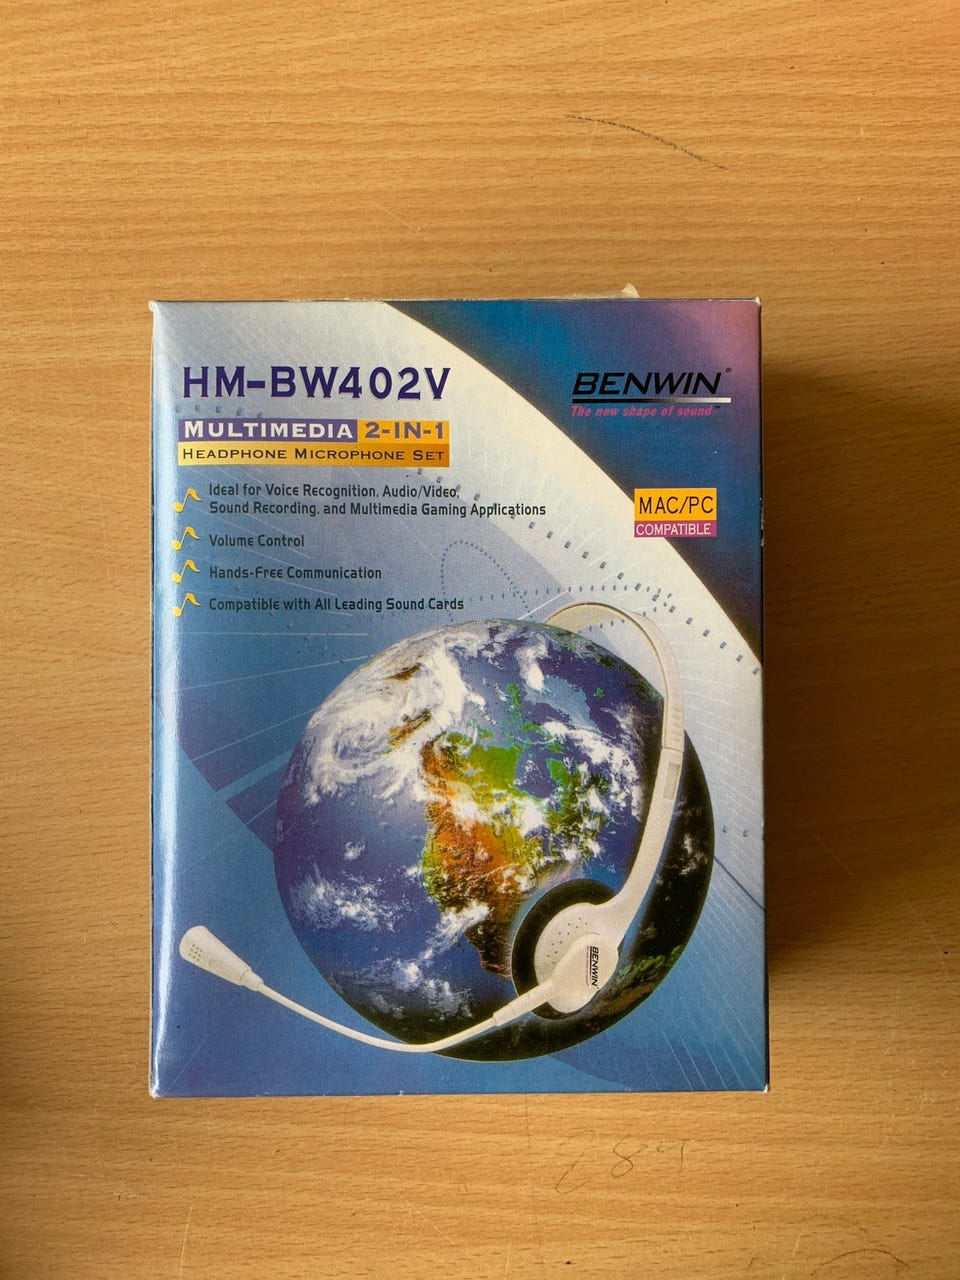 HM-BW402V
BENWIN®
The new shape of sound™
MULTIMEDIA 2-IN-1
HEADPHONE MICROPHONE SET
Ideal for Voice Recognition, Audio/Video,
Sound Recording, and Multimedia Gaming Applications
MAC/PC
COMPATIBLE
Volume Control
Hands-Free Communication
Compatible with All Leading Sound Cards
BENWIN